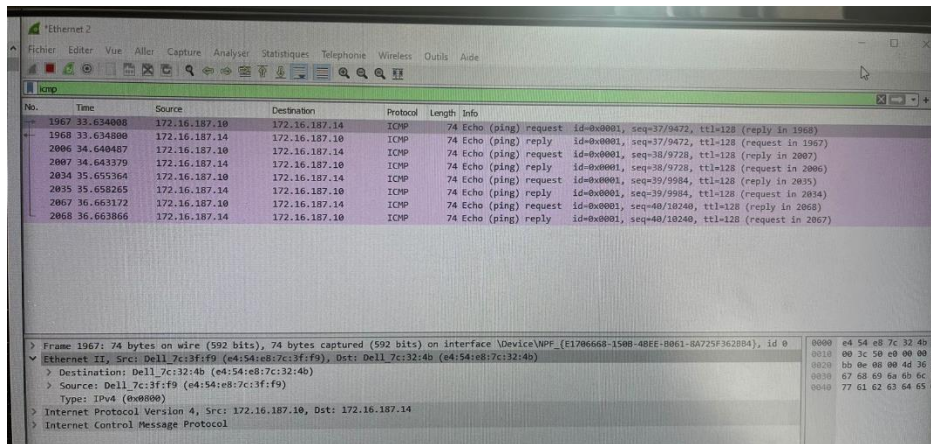 *Ethernet 2
Fichier Editer Vue Aller Capture Analyser Statistiques Telephonie Wireless Outils Aide
icmp
No. Time Source Destination Protocol Length Info
1967 33.634008 172.16.187.10 172.16.187.14 ICMP 74 Echo (ping) request id=0x0001, seq=37/9472, ttl=128 (reply in 1968)
1968 33.634800 172.16.187.14 172.16.187.10 ICMP 74 Echo (ping) reply id=0x0001, seq=37/9472, ttl=128 (request in 1967)
2006 34.640487 172.16.187.10 172.16.187.14 ICMP 74 Echo (ping) request id=0x0001, seq=38/9728, ttl=128 (reply in 2007)
2007 34.643379 172.16.187.14 172.16.187.10 ICMP 74 Echo (ping) reply id=0x0001, seq=38/9728, ttl=128 (request in 2006)
2034 35.655364 172.16.187.10 172.16.187.14 ICMP 74 Echo (ping) request id=0x0001, seq=39/9984, ttl=128 (reply in 2035)
2035 35.658265 172.16.187.14 172.16.187.10 ICMP 74 Echo (ping) reply id=0x0001, seq=39/9984, ttl=128 (request in 2034)
2067 36.663172 172.16.187.10 172.16.187.14 ICMP 74 Echo (ping) request id=0x0001, seq=40/10240, ttl=128 (reply in 2068)
2068 36.663866 172.16.187.14 172.16.187.10 ICMP 74 Echo (ping) reply id=0x0001, seq=40/10240, ttl=128 (request in 2067)
Frame 1967: 74 bytes on wire (592 bits), 74 bytes captured (592 bits) on interface id 0
Ethernet II, Src: Dell_7c:3f:f9 (e4:54:e8:7c:3f:f9), Dst: Dell_7c:32:4b (e4:54:e8:7c:32:4b)
Destination: Dell_7c:32:4b (e4:54:e8:7c:32:4b)
Source: Dell_7c:3f:f9 (e4:54:e8:7c:3f:f9)
Type: IPv4 (0x0800)
Internet Protocol Version 4, Src: 172.16.187.10, Dst: 172.16.187.14
Internet Control Message Protocol
0000 e4 54 e8 7c 32 4b
0010 00 3c 50 e0 00 00
0020 bb 0e 08 00 4d 36
0030 67 68 69 6a 6b 6c
0040 77 61 62 63 64 65